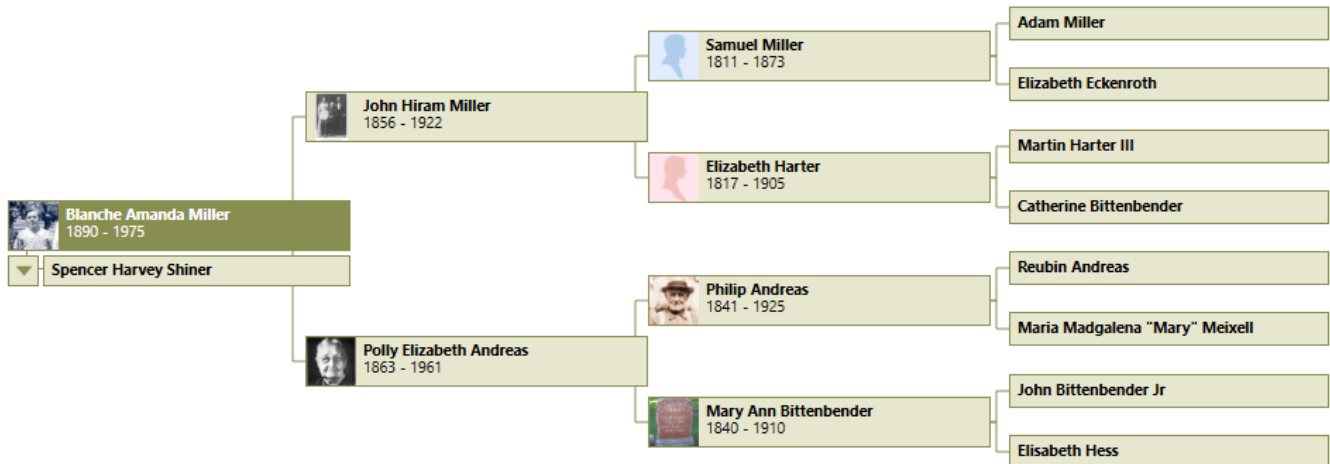 Blanche Amanda Miller
1890 - 1975
Spencer Harvey Shiner
John Hiram Miller
1856 - 1922
Polly Elizabeth Andreas
1863 - 1961
Samuel Miller
1811 - 1873
Elizabeth Harter
1817 - 1905
Philip Andreas
1841 - 1925
Mary Ann Bittenbender
1840 - 1910
Adam Miller
Elizabeth Eckenroth
Martin Harter III
Catherine Bittenbender
Reubin Andreas
Maria Madgalena "Mary" Meixell
John Bittenbender Jr
Elisabeth Hess